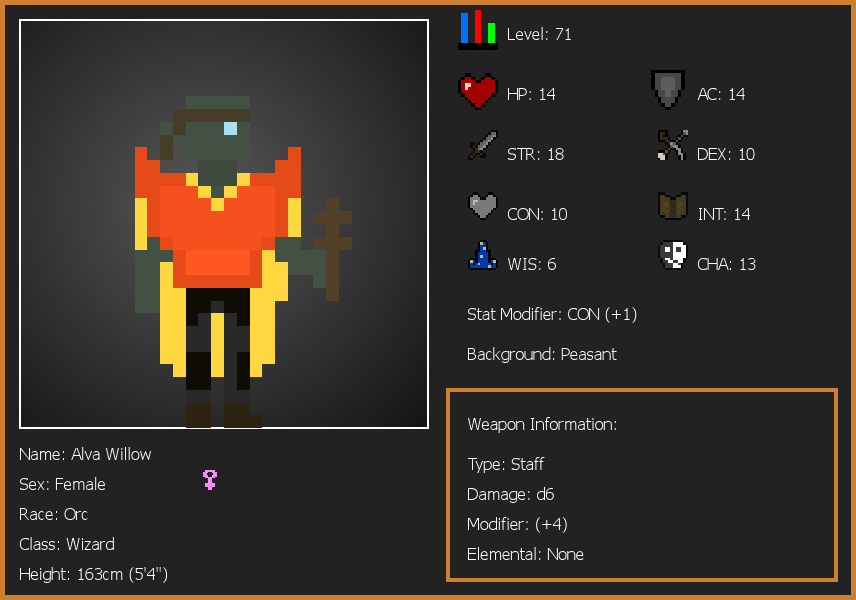 Level: 71
HP: 14
AC: 14
STR: 18
DEX: 10
CON: 10
INT: 14
WIS: 6
CHA: 13
Stat Modifier: CON (+1)
Background: Peasant
Weapon Information:
Type: Staff
Damage: d6
Modifier: (+4)
Elemental: None
Name: Alva Willow
Sex: Female
Race: Orc
Class: Wizard
Height: 163cm (5'4")